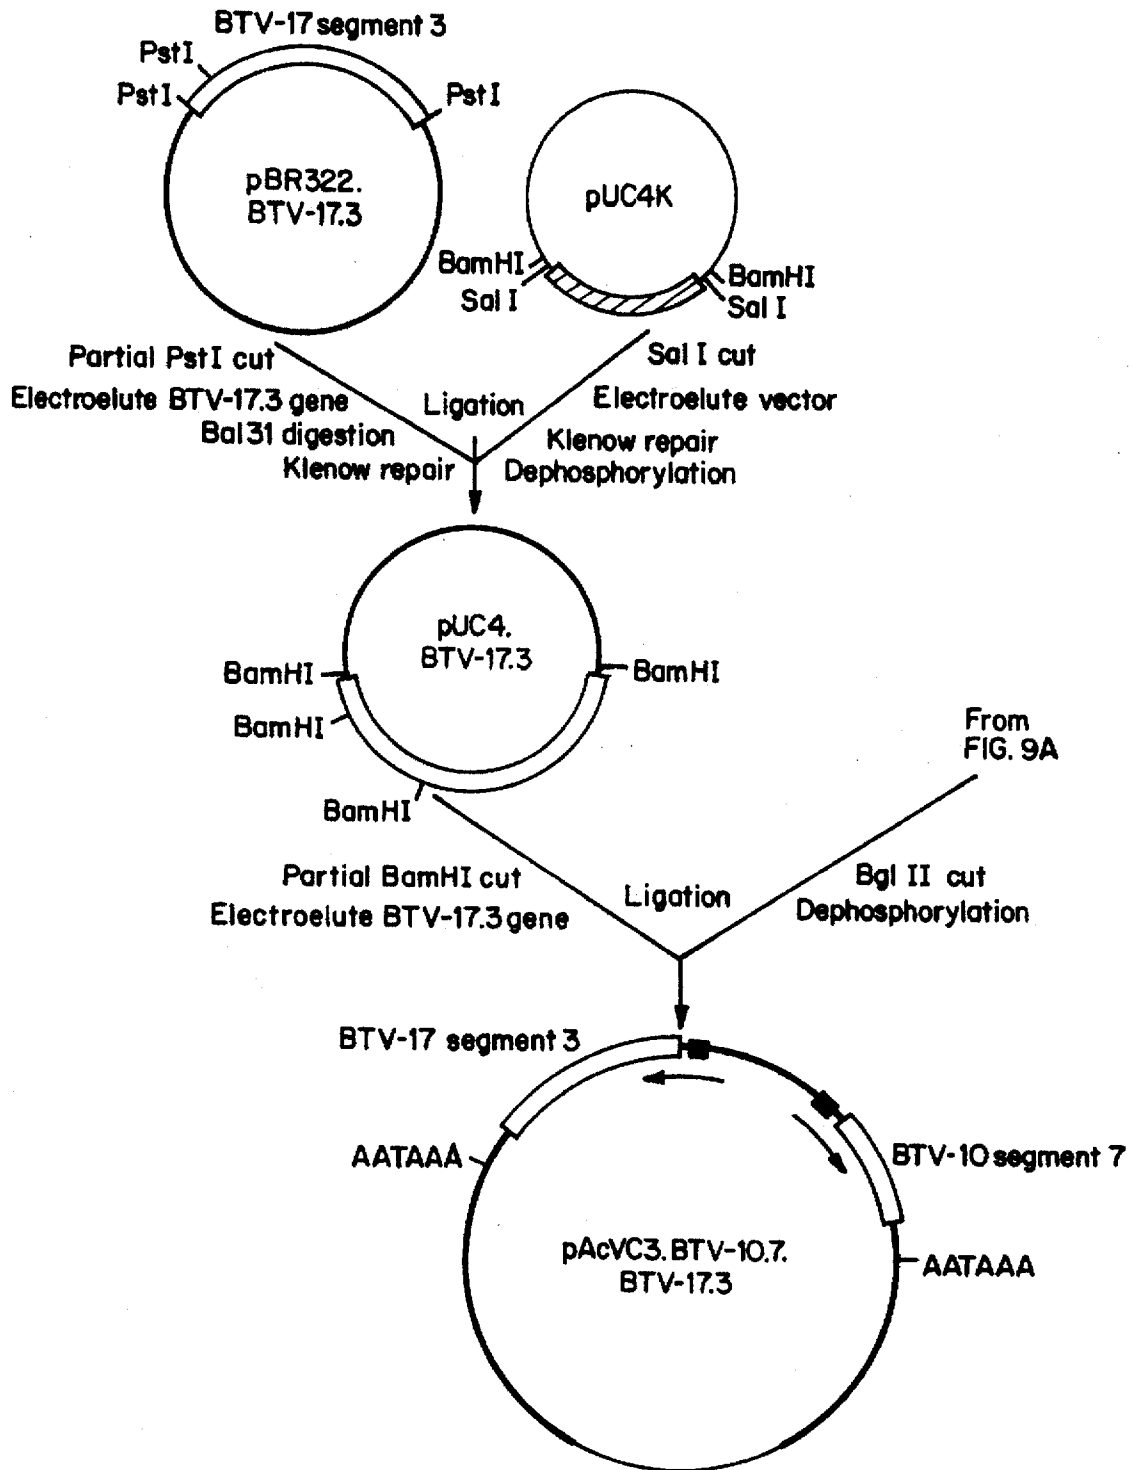 BTV-17 segment 3
PstI
PstI
PstI
pBR322.
BTV-17.3
pUC4K
BamHI
Sal I
BamHI
Sal I
Partial PstI cut
Electroelute BTV-17.3 gene
Bal31 digestion
Klenow repair
Ligation
Sal I cut
Electroelute vector
Klenow repair
Dephosphorylation
pUC4.
BTV-17.3
BamHI
BamHI
BamHI
BamHI
From
FIG. 9A
Partial BamHI cut
Electroelute BTV-17.3 gene
Ligation
Bgl II cut
Dephosphorylation
BTV-17 segment 3
AATAAA
BTV-10 segment 7
AATAAA
pAcVC3.BTV-10.7.
BTV-17.3